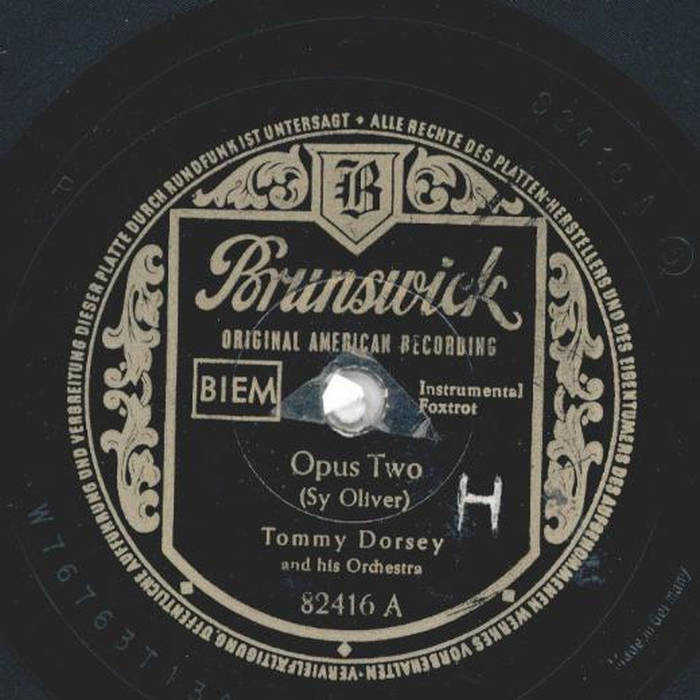 ALLE RECHTE DES PLATTEN-HERSTELLERS UND DES EIGENTÜMERS DES AUFGENOMMENEN WERKES VORBEHALTEN · VERVIELFÄLTIGUNG, ÖFFENTLICHE AUFFÜHRUNG UND VERBREITUNG DIESER PLATTE DURCH RUNDFUNK IST UNTERSAGT
B
Brunswick
ORIGINAL AMERICAN RECORDING
BIEM
Instrumental
Foxtrot
Opus Two
(Sy Oliver)
H
Tommy Dorsey
and his Orchestra
82416 A
Made in Germany